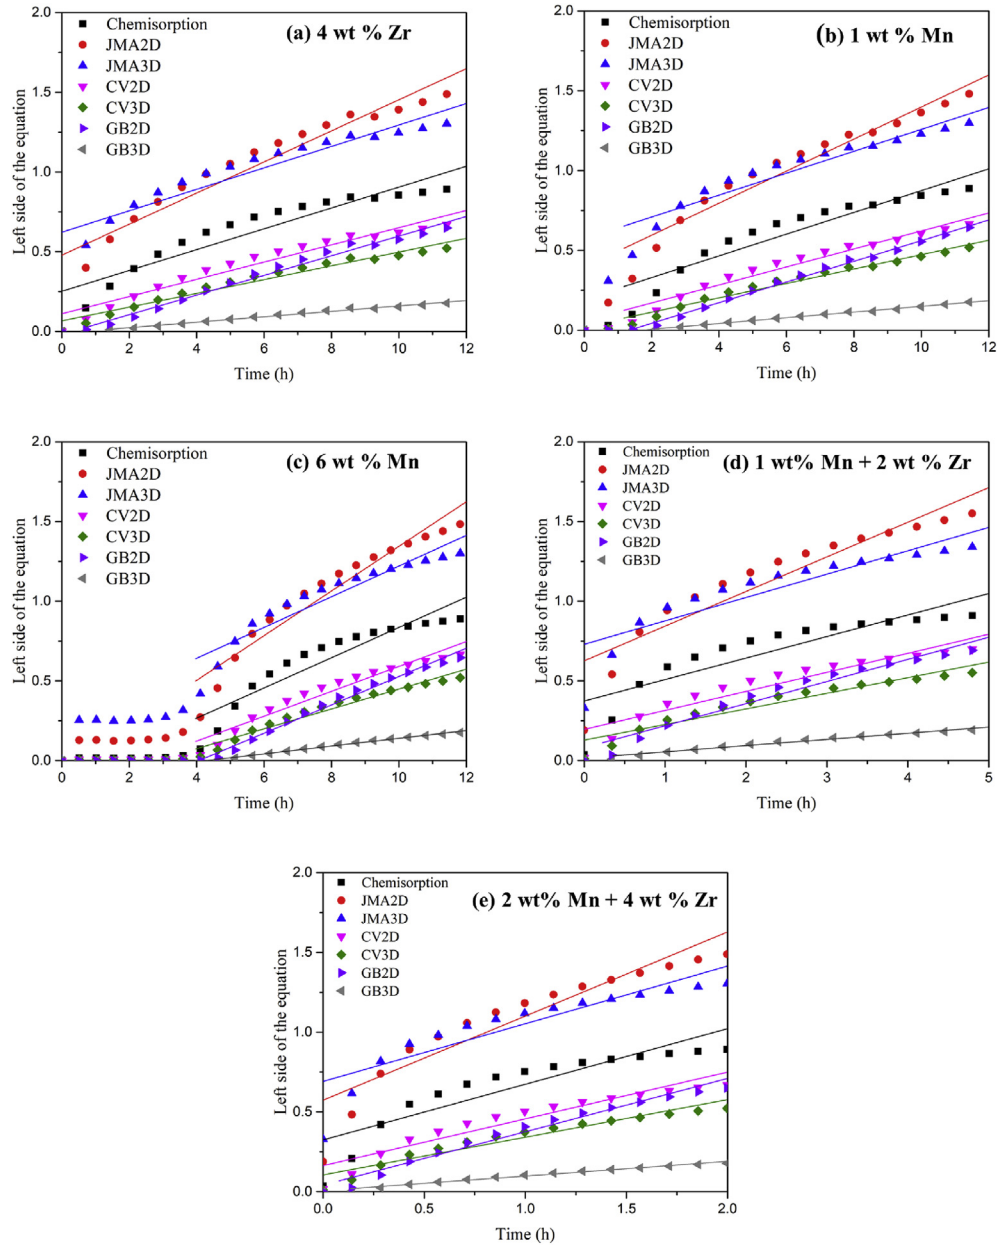 (a) 4 wt % Zr
Chemisorption
JMA2D
JMA3D
CV2D
CV3D
GB2D
GB3D
Left side of the equation
2.0
1.5
1.0
0.5
0.0
0 2 4 6 8 10 12
Time (h)
(b) 1 wt % Mn
Chemisorption
JMA2D
JMA3D
CV2D
CV3D
GB2D
GB3D
Left side of the equation
2.0
1.5
1.0
0.5
0.0
0 2 4 6 8 10 12
Time (h)
(c) 6 wt % Mn
Chemisorption
JMA2D
JMA3D
CV2D
CV3D
GB2D
GB3D
Left side of the equation
2.0
1.5
1.0
0.5
0.0
0 2 4 6 8 10 12
Time (h)
(d) 1 wt% Mn + 2 wt % Zr
Chemisorption
JMA2D
JMA3D
CV2D
CV3D
GB2D
GB3D
Left side of the equation
2.0
1.5
1.0
0.5
0.0
0 1 2 3 4 5
Time (h)
(e) 2 wt% Mn + 4 wt % Zr
Chemisorption
JMA2D
JMA3D
CV2D
CV3D
GB2D
GB3D
Left side of the equation
2.0
1.5
1.0
0.5
0.0
0.0 0.5 1.0 1.5 2.0
Time (h)